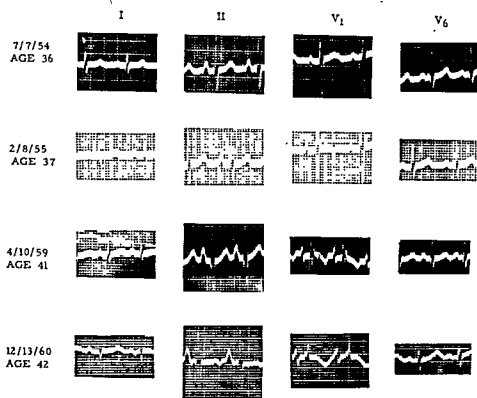 I II V1 V6
7/7/54
AGE 36
2/8/55
AGE 37
4/10/59
AGE 41
12/13/60
AGE 42